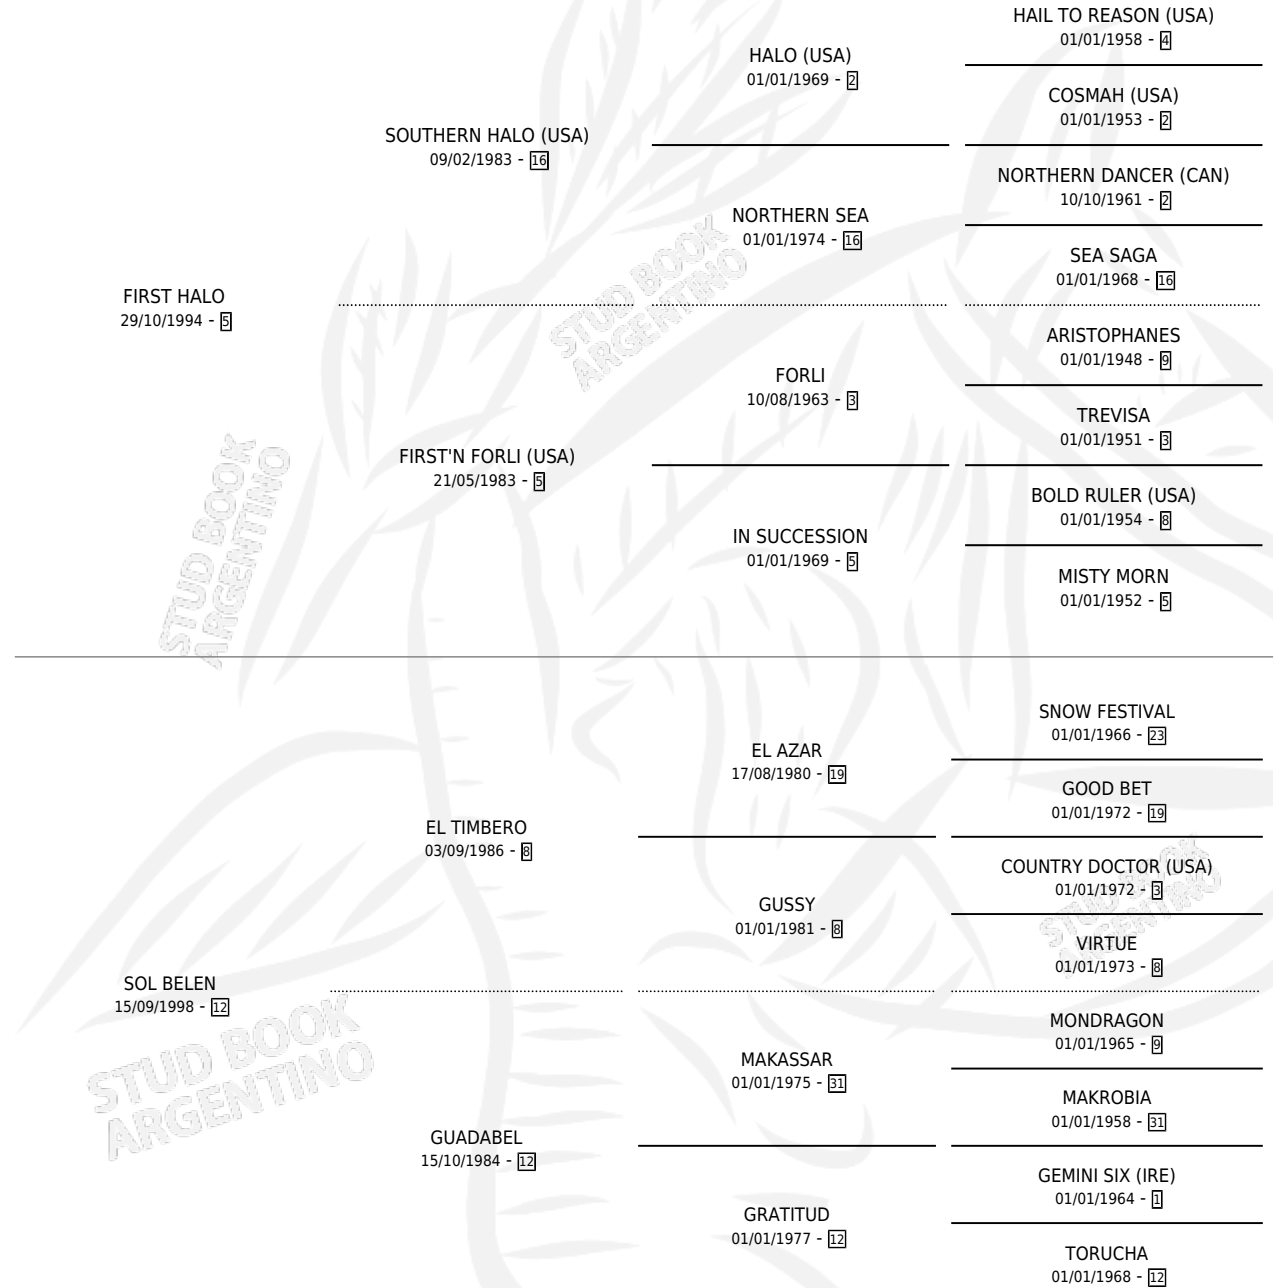 HAIL TO REASON (USA)
01/01/1958 - 4
HALO (USA)
01/01/1969 - 2
COSMAH (USA)
01/01/1953 - 2
SOUTHERN HALO (USA)
09/02/1983 - 16
NORTHERN DANCER (CAN)
10/10/1961 - 2
NORTHERN SEA
01/01/1974 - 16
SEA SAGA
01/01/1968 - 16
FIRST HALO
29/10/1994 - 5
ARISTOPHANES
01/01/1948 - 9
FORLI
10/08/1963 - 3
TREVISA
01/01/1951 - 3
FIRST'N FORLI (USA)
21/05/1983 - 5
BOLD RULER (USA)
01/01/1954 - 8
IN SUCCESSION
01/01/1969 - 5
MISTY MORN
01/01/1952 - 5
SNOW FESTIVAL
01/01/1966 - 23
EL AZAR
17/08/1980 - 19
GOOD BET
01/01/1972 - 19
EL TIMBERO
03/09/1986 - 8
COUNTRY DOCTOR (USA)
01/01/1972 - 3
GUSSY
01/01/1981 - 8
VIRTUE
01/01/1973 - 8
SOL BELEN
15/09/1998 - 12
MONDRAGON
01/01/1965 - 9
MAKASSAR
01/01/1975 - 31
MAKROBIA
01/01/1958 - 31
GUADABEL
15/10/1984 - 12
GEMINI SIX (IRE)
01/01/1964 - 1
GRATITUD
01/01/1977 - 12
TORUCHA
01/01/1968 - 12
STUD BOOK
ARGENTINO
STUD BOOK
ARGENTINO
STUD BOOK
ARGENTINO
STUD BOOK
ARGENTINO